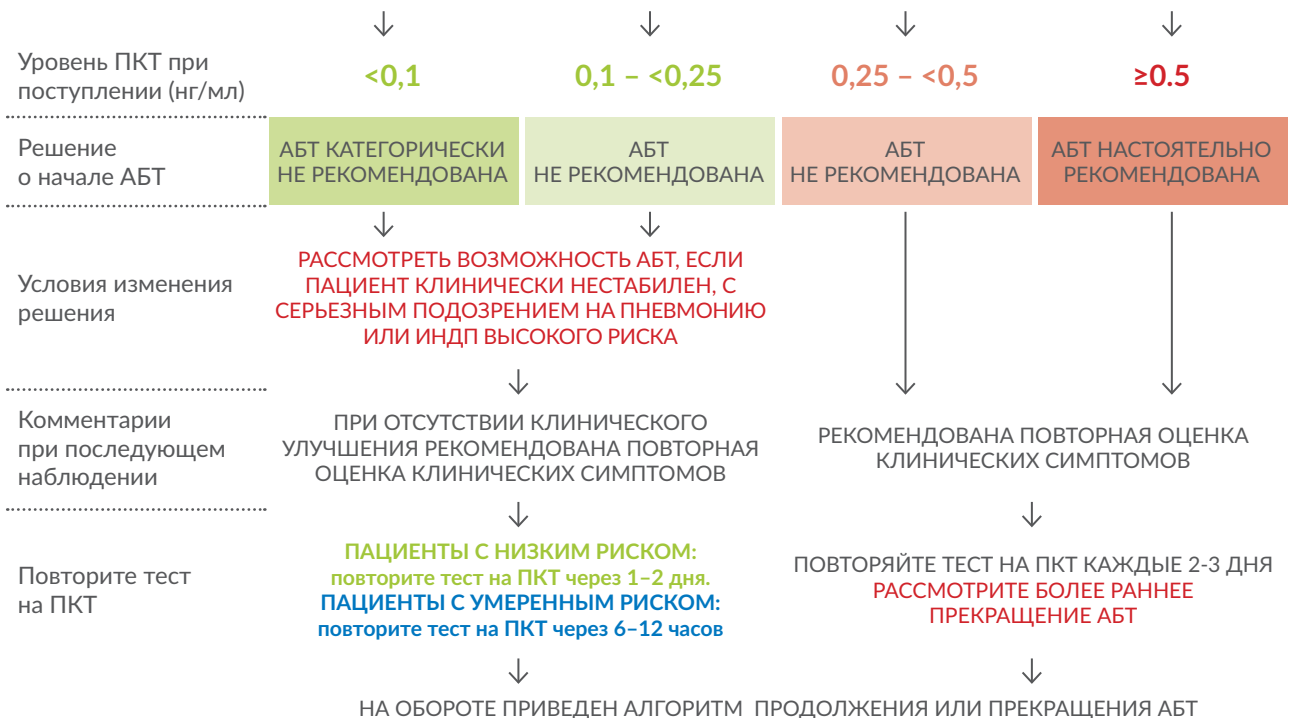 Уровень ПКТ при
поступлении (нг/мл)
<0,1
0,1 – <0,25
0,25 – <0,5
≥0.5
Решение
о начале АБТ
АБТ КАТЕГОРИЧЕСКИ
НЕ РЕКОМЕНДОВАНА
АБТ
НЕ РЕКОМЕНДОВАНА
АБТ
НЕ РЕКОМЕНДОВАНА
АБТ НАСТОЯТЕЛЬНО
РЕКОМЕНДОВАНА
Условия изменения
решения
РАССМОТРЕТЬ ВОЗМОЖНОСТЬ АБТ, ЕСЛИ
ПАЦИЕНТ КЛИНИЧЕСКИ НЕСТАБИЛЕН, С
СЕРЬЕЗНЫМ ПОДОЗРЕНИЕМ НА ПНЕВМОНИЮ
ИЛИ ИНДП ВЫСОКОГО РИСКА
Комментарии
при последующем
наблюдении
ПРИ ОТСУТСТВИИ КЛИНИЧЕСКОГО
УЛУЧШЕНИЯ РЕКОМЕНДОВАНА ПОВТОРНАЯ
ОЦЕНКА КЛИНИЧЕСКИХ СИМПТОМОВ
РЕКОМЕНДОВАНА ПОВТОРНАЯ ОЦЕНКА
КЛИНИЧЕСКИХ СИМПТОМОВ
Повторите тест
на ПКТ
ПАЦИЕНТЫ С НИЗКИМ РИСКОМ:
повторите тест на ПКТ через 1–2 дня.
ПАЦИЕНТЫ С УМЕРЕННЫМ РИСКОМ:
повторите тест на ПКТ через 6–12 часов
ПОВТОРЯЙТЕ ТЕСТ НА ПКТ КАЖДЫЕ 2-3 ДНЯ
РАССМОТРИТЕ БОЛЕЕ РАННЕЕ
ПРЕКРАЩЕНИЕ АБТ
НА ОБОРОТЕ ПРИВЕДЕН АЛГОРИТМ ПРОДОЛЖЕНИЯ ИЛИ ПРЕКРАЩЕНИЯ АБТ